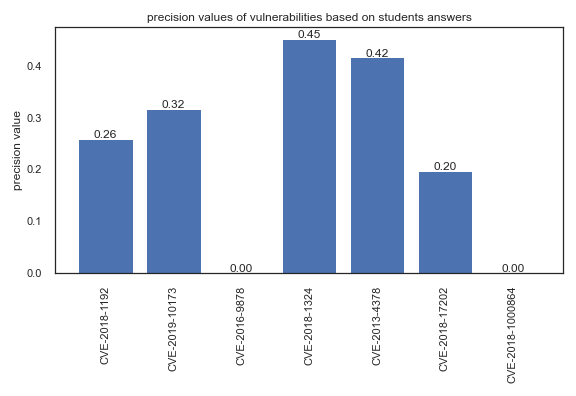 precision values of vulnerabilities based on students answers
precision value
0.4
0.3
0.2
0.1
0.0
0.26
0.32
0.00
0.45
0.42
0.20
0.00
CVE-2018-1192
CVE-2019-10173
CVE-2016-9878
CVE-2018-1324
CVE-2013-4378
CVE-2018-17202
CVE-2018-1000864